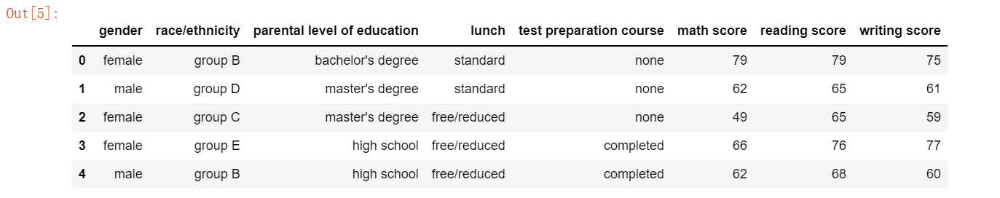 Out[5]:
gender race/ethnicity parental level of education lunch test preparation course math score reading score writing score
0 female group B bachelor's degree standard none 79 79 75
1 male group D master's degree standard none 62 65 61
2 female group C master's degree free/reduced none 49 65 59
3 female group E high school free/reduced completed 66 76 77
4 male group B high school free/reduced completed 62 68 60